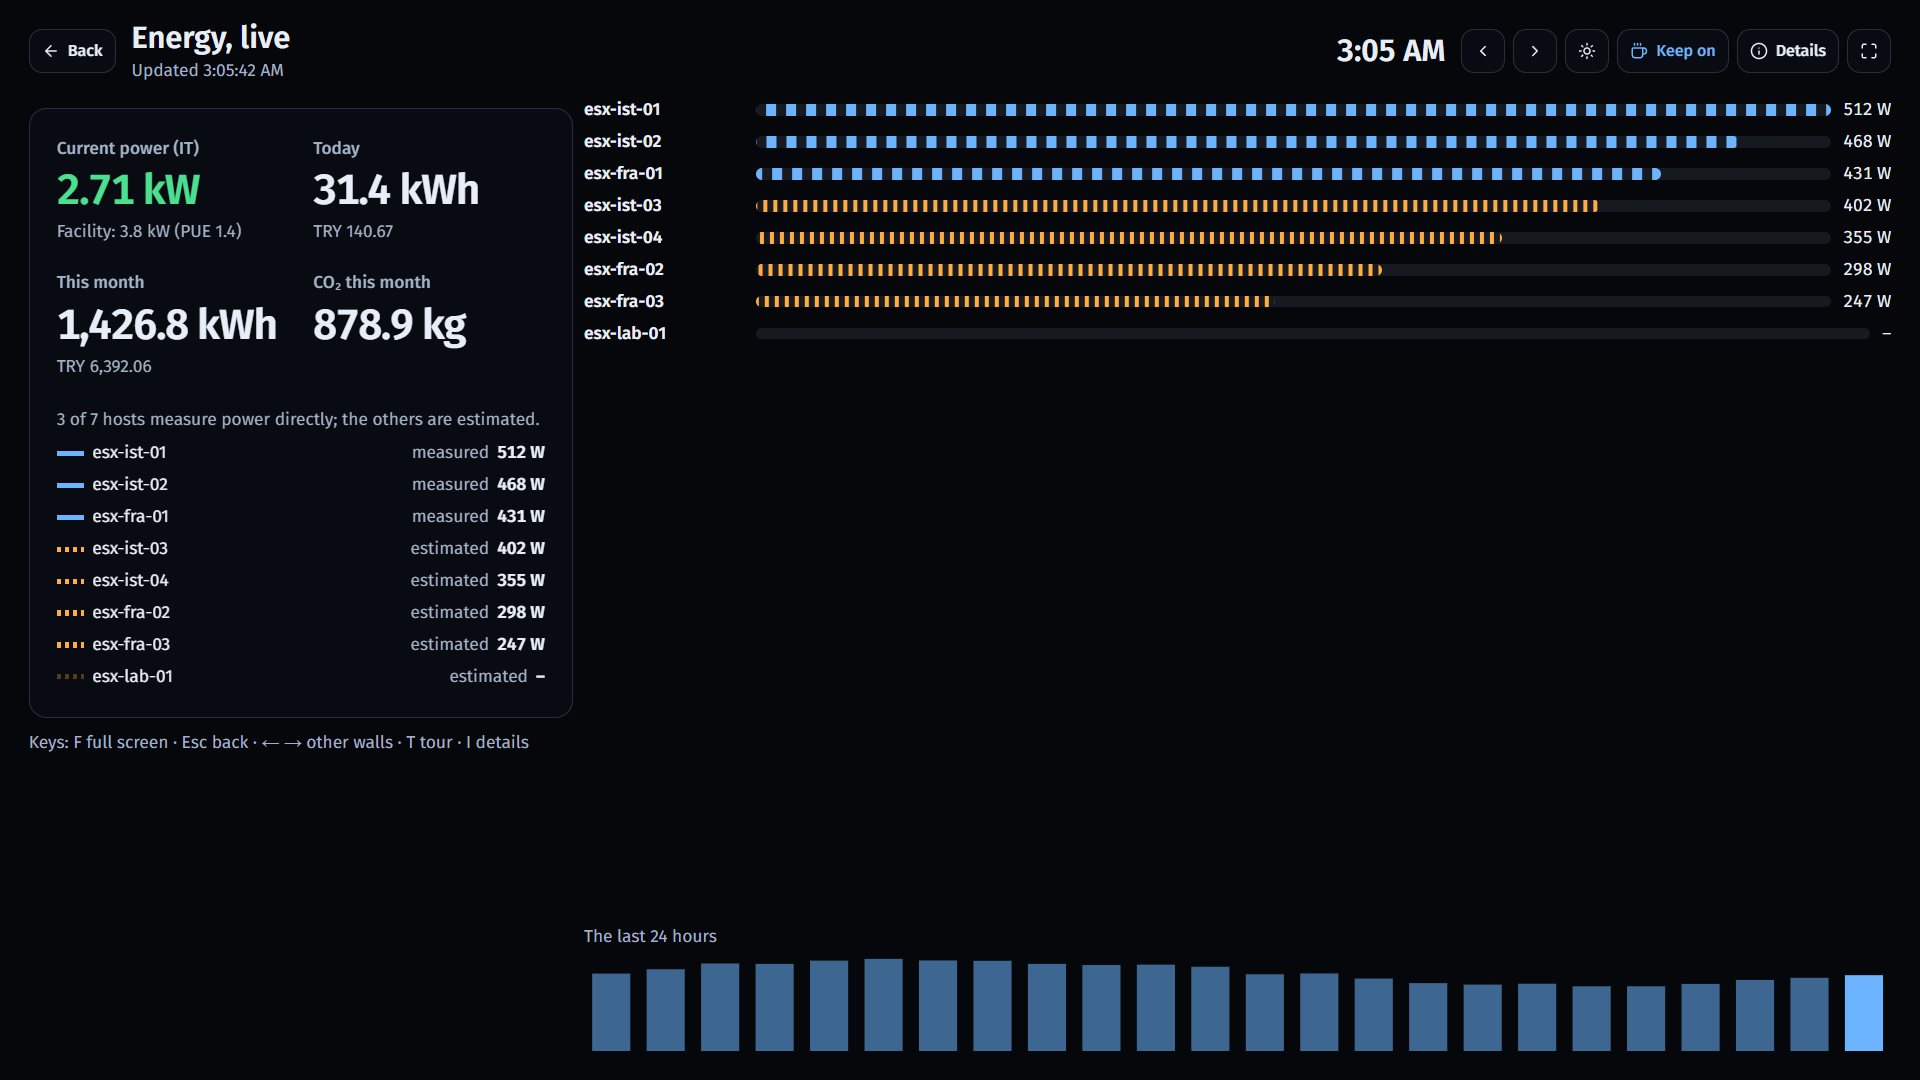 Back
Energy, live
Updated 3:05:42 AM
3:05 AM
Keep on
Details
Current power (IT)
2.71 kW
Facility: 3.8 kW (PUE 1.4)
Today
31.4 kWh
TRY 140.67
This month
1,426.8 kWh
TRY 6,392.06
CO₂ this month
878.9 kg
3 of 7 hosts measure power directly; the others are estimated.
esx-ist-01 measured 512 W
esx-ist-02 measured 468 W
esx-fra-01 measured 431 W
esx-ist-03 estimated 402 W
esx-ist-04 estimated 355 W
esx-fra-02 estimated 298 W
esx-fra-03 estimated 247 W
esx-lab-01 estimated –
Keys: F full screen · Esc back · ← → other walls · T tour · I details
esx-ist-01 512 W
esx-ist-02 468 W
esx-fra-01 431 W
esx-ist-03 402 W
esx-ist-04 355 W
esx-fra-02 298 W
esx-fra-03 247 W
esx-lab-01 –
The last 24 hours